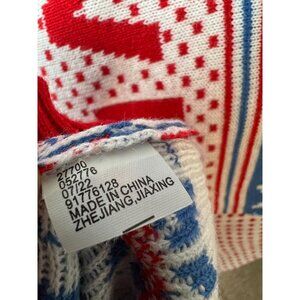 27700
052776
07/22
91776128
MADE IN CHINA
ZHEJIANG, JIAXING